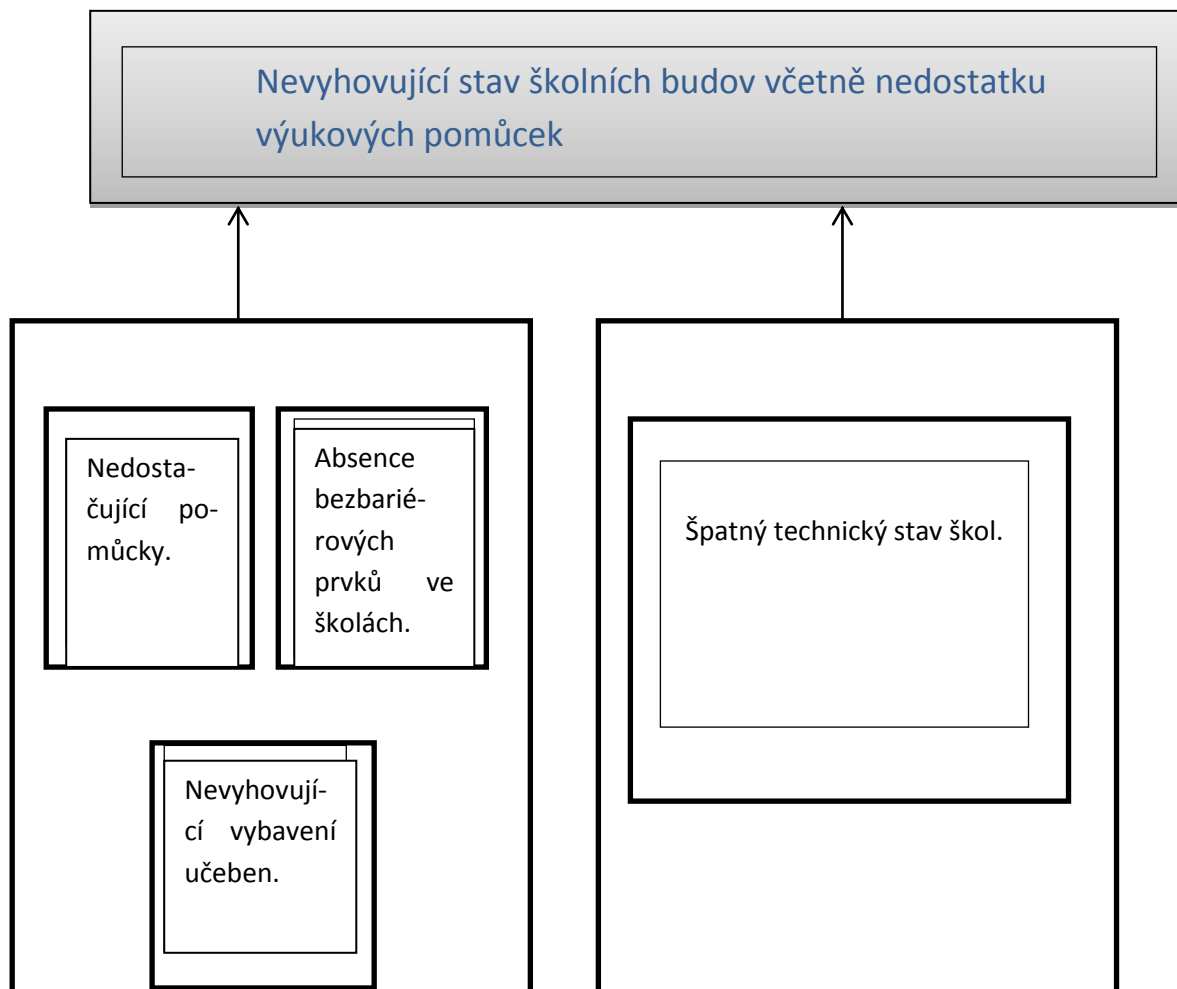 Nevyhovující stav školních budov včetně nedostatku
výukových pomůcek
Nedosta-
čující po-
můcky.
Absence
bezbarié-
rových
prvků ve
školách.
Špatný technický stav škol.
Nevyhovují-
cí vybavení
učeben.